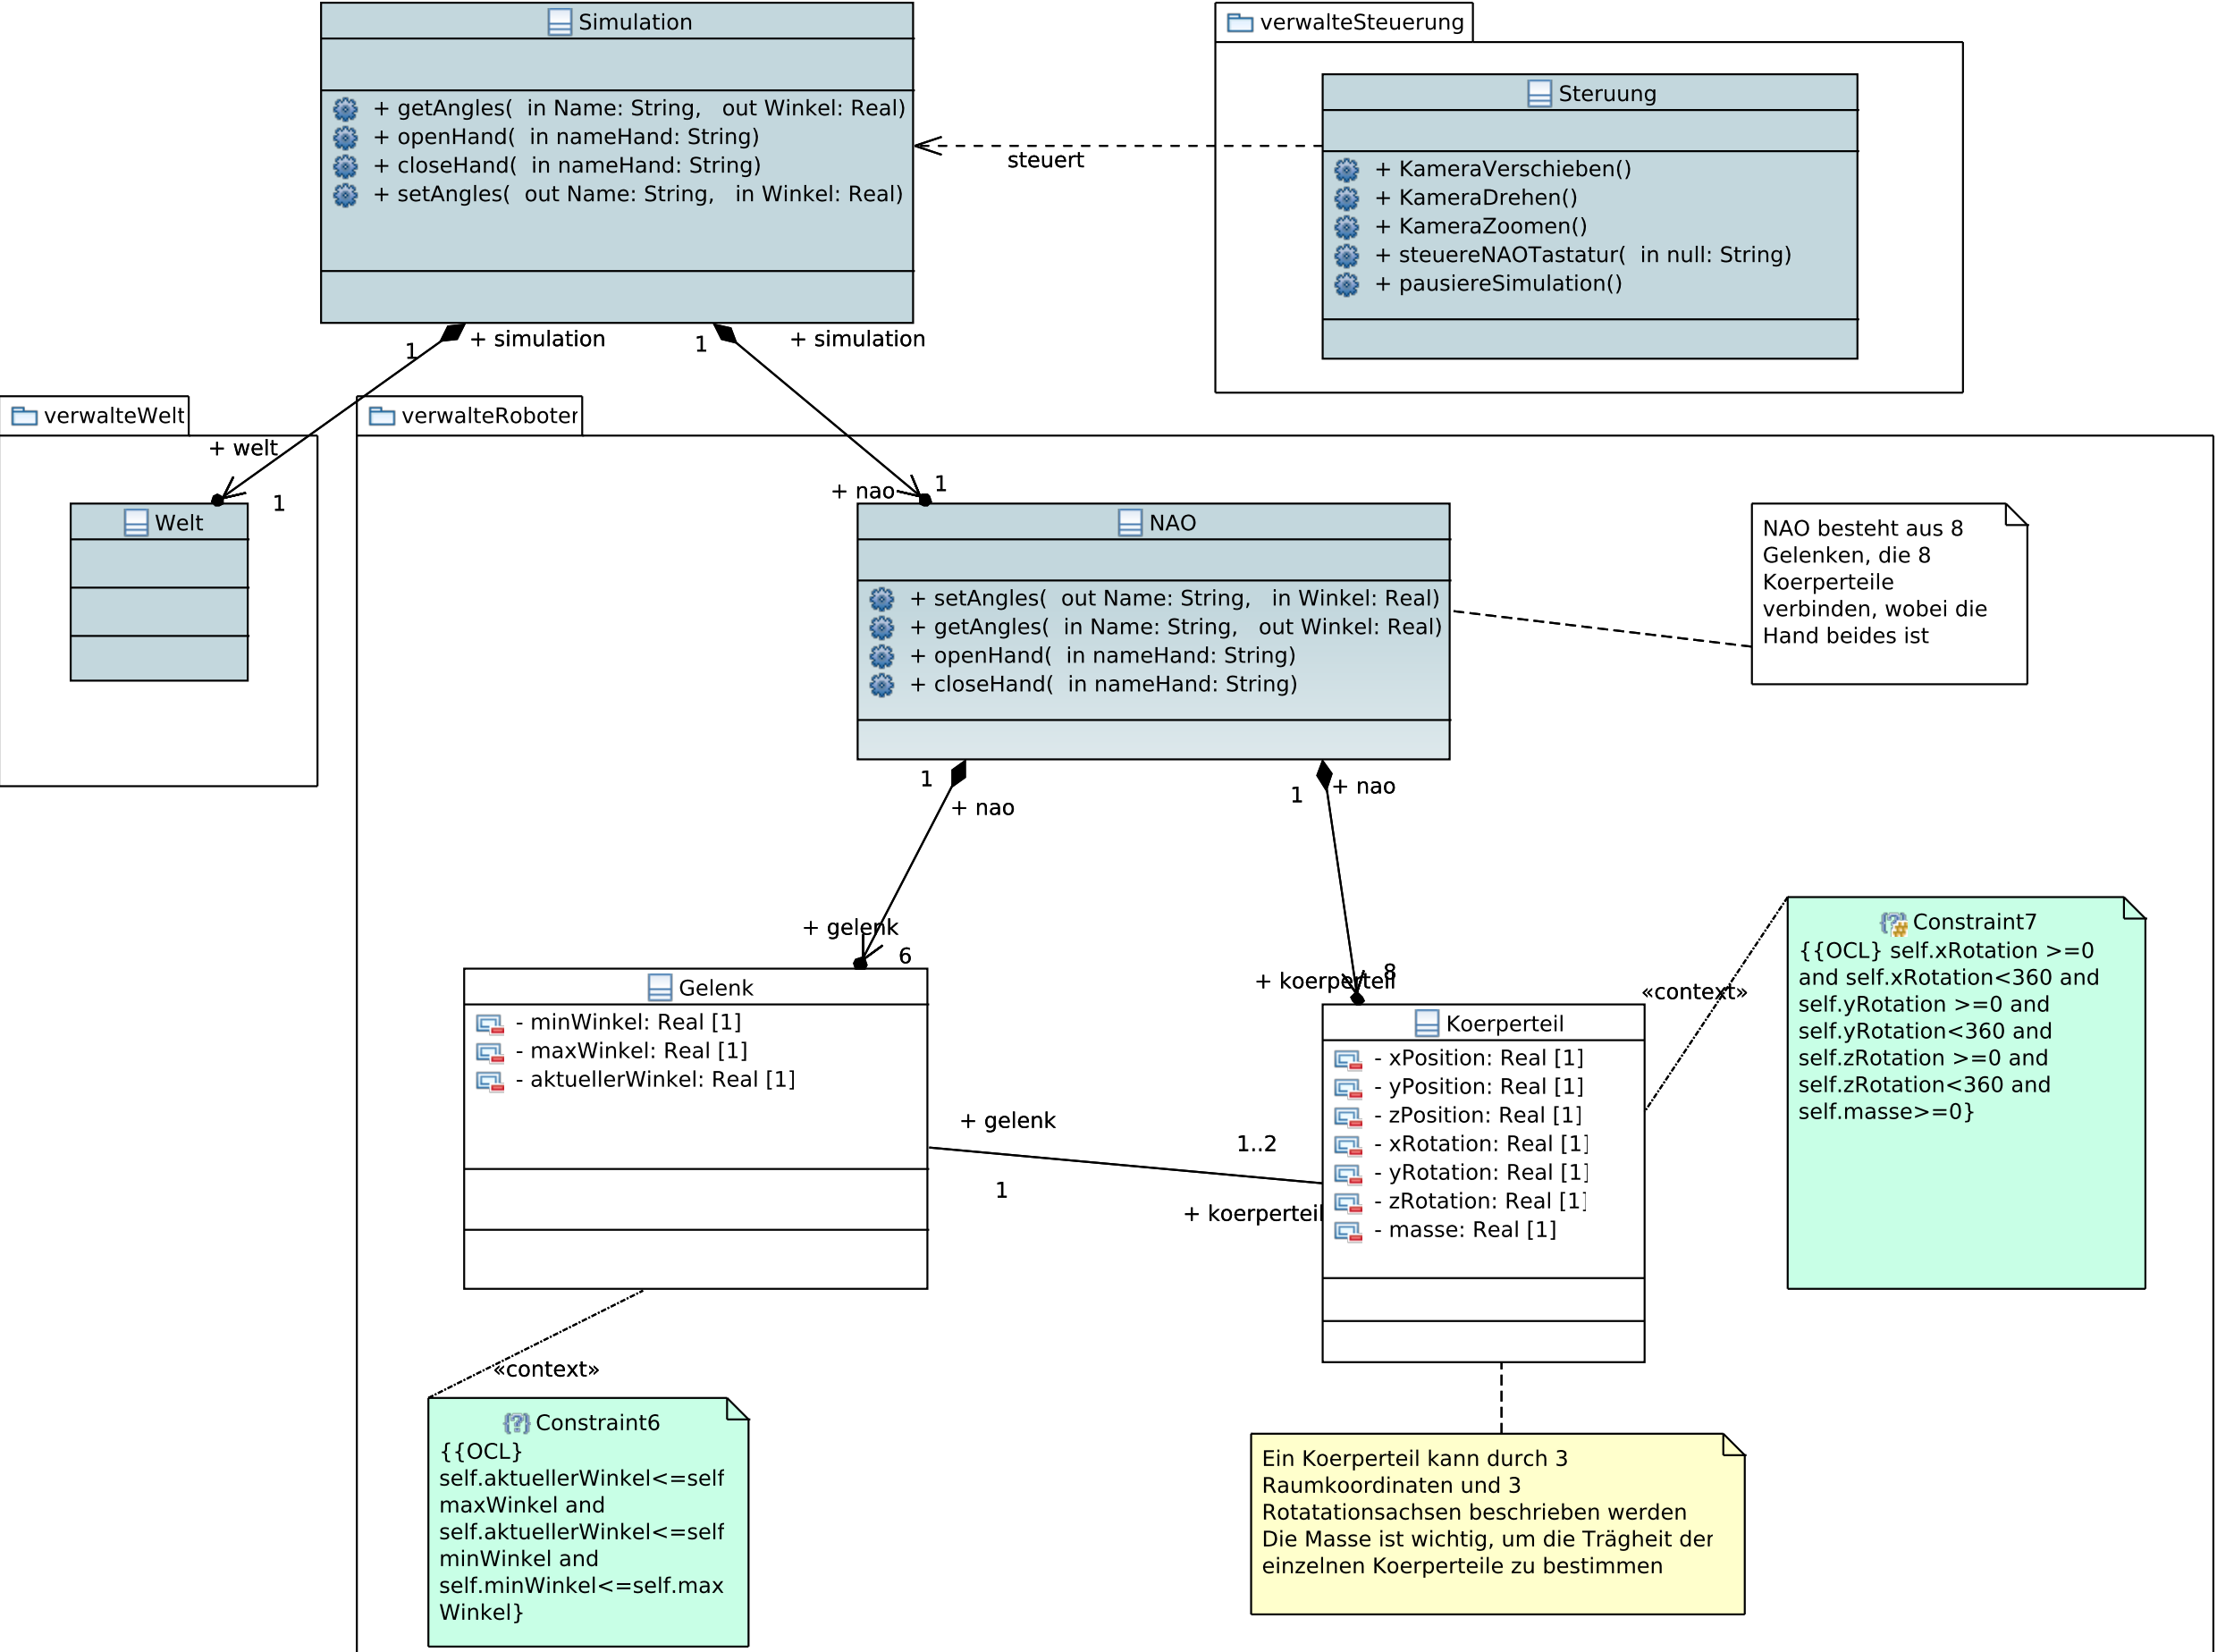 Simulation
+ getAngles(  in Name: String,   out Winkel: Real)
+ openHand(  in nameHand: String)
+ closeHand(  in nameHand: String)
+ setAngles(  out Name: String,   in Winkel: Real)
verwalteSteuerung
Steruung
+ KameraVerschieben()
+ KameraDrehen()
+ KameraZoomen()
+ steuereNAOTastatur(  in null: String)
+ pausiereSimulation()
steuert
1
+ simulation
1
+ simulation
verwalteWelt
+ welt
1
Welt
verwalteRoboter
+ nao
1
NAO
+ setAngles(  out Name: String,   in Winkel: Real)
+ getAngles(  in Name: String,   out Winkel: Real)
+ openHand(  in nameHand: String)
+ closeHand(  in nameHand: String)
NAO besteht aus 8
Gelenken, die 8
Koerperteile
verbinden, wobei die
Hand beides ist
1
+ nao
1
+ nao
+ gelenk
6
+ koerperteil
8
Gelenk
- minWinkel: Real [1]
- maxWinkel: Real [1]
- aktuellerWinkel: Real [1]
+ gelenk
1
1..2
+ koerperteil
Koerperteil
- xPosition: Real [1]
- yPosition: Real [1]
- zPosition: Real [1]
- xRotation: Real [1]
- yRotation: Real [1]
- zRotation: Real [1]
- masse: Real [1]
«context»
Constraint7
{{OCL} self.xRotation >=0
and self.xRotation<360 and
self.yRotation >=0 and
self.yRotation<360 and
self.zRotation >=0 and
self.zRotation<360 and
self.masse>=0}
«context»
Constraint6
{{OCL}
self.aktuellerWinkel<=self
maxWinkel and
self.aktuellerWinkel<=self
minWinkel and
self.minWinkel<=self.max
Winkel}
Ein Koerperteil kann durch 3
Raumkoordinaten und 3
Rotatationsachsen beschrieben werden
Die Masse ist wichtig, um die Trägheit der
einzelnen Koerperteile zu bestimmen